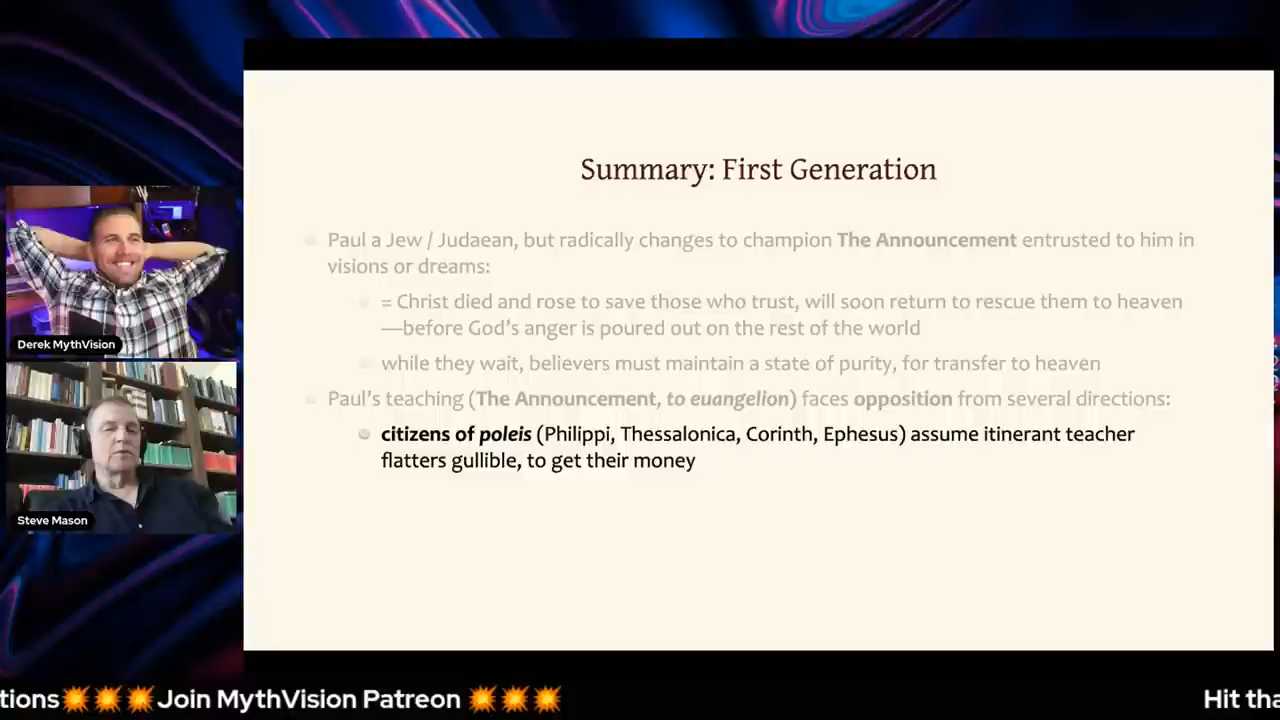 Summary: First Generation
Paul a Jew / Judaean, but radically changes to champion The Announcement entrusted to him in
visions or dreams:
= Christ died and rose to save those who trust, will soon return to rescue them to heaven
—before God's anger is poured out on the rest of the world
while they wait, believers must maintain a state of purity, for transfer to heaven
Paul's teaching (The Announcement, to euangelion) faces opposition from several directions:
citizens of poleis (Philippi, Thessalonica, Corinth, Ephesus) assume itinerant teacher
flatters gullible, to get their money
Derek MythVision
Steve Mason
tions💥💥💥Join MythVision Patreon 💥💥💥 Hit tha